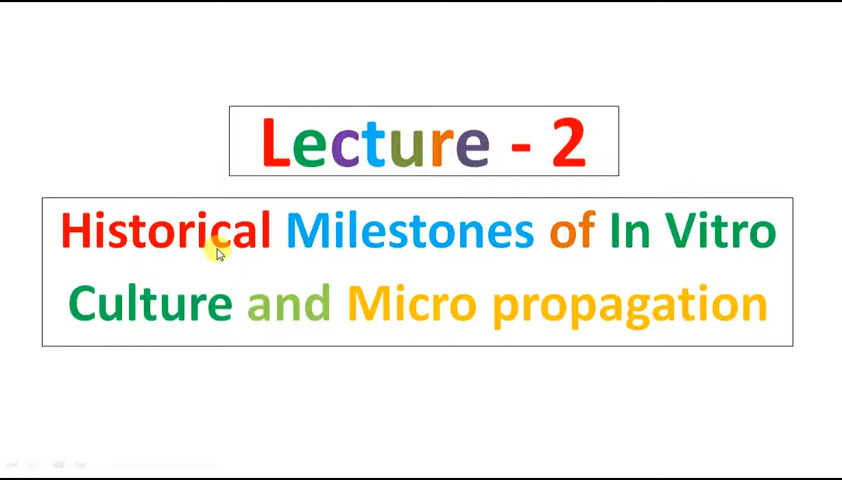 Lecture - 2
Historical Milestones of In Vitro
Culture and Micro propagation